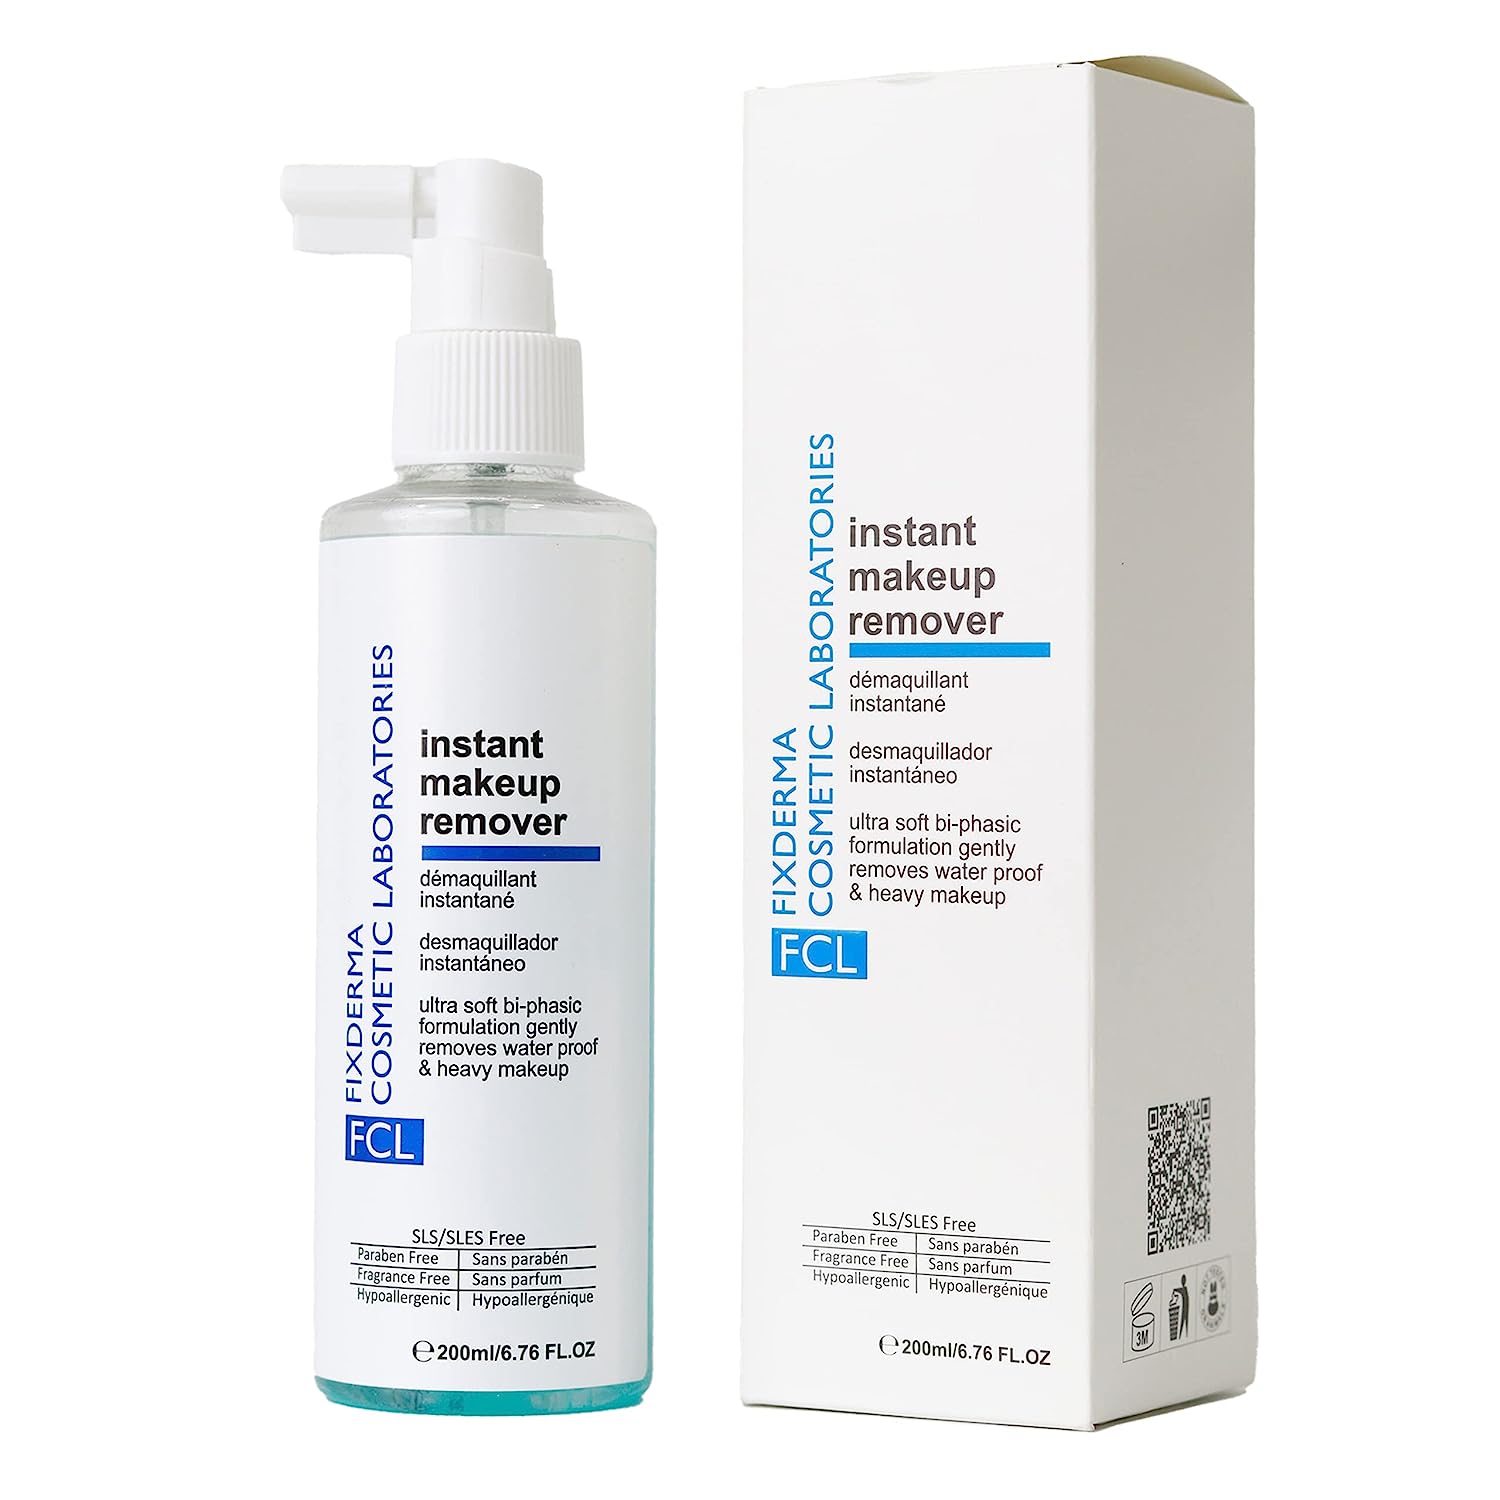 FIXDERMA
COSMETIC LABORATORIES
FCL
instant
makeup
remover
démaquillant
instantané
desmaquillador
instantáneo
ultra soft bi-phasic
formulation gently
removes water proof
& heavy makeup
SLS/SLES Free
Paraben Free Sans parabén
Fragrance Free Sans parfum
Hypoallergenic Hypoallergénique
℮200ml/6.76 FL.OZ
FIXDERMA
COSMETIC LABORATORIES
FCL
instant
makeup
remover
démaquillant
instantané
desmaquillador
instantáneo
ultra soft bi-phasic
formulation gently
removes water proof
& heavy makeup
SLS/SLES Free
Paraben Free Sans parabén
Fragrance Free Sans parfum
Hypoallergenic Hypoallergénique
℮200ml/6.76 FL.OZ
3M